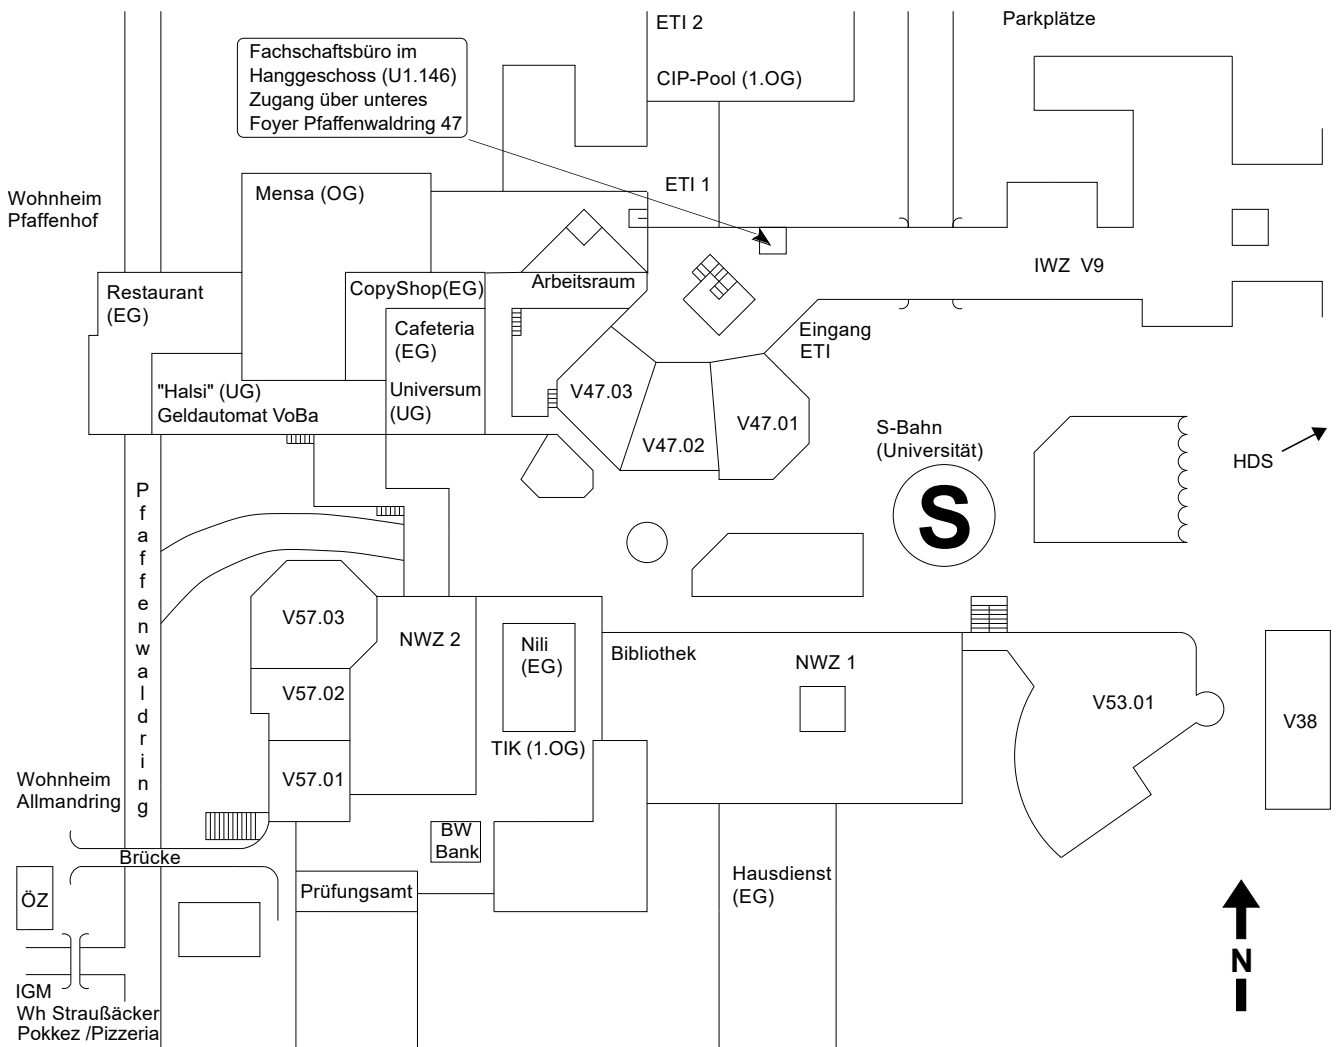 ETI 2
Parkplätze
Fachschaftsbüro im
Hanggeschoss (U1.146)
Zugang über unteres
Foyer Pfaffenwaldring 47
CIP-Pool (1.OG)
Wohnheim
Pfaffenhof
Mensa (OG)
ETI 1
IWZ  V9
Restaurant
(EG)
CopyShop(EG)
Arbeitsraum
Cafeteria
(EG)
Eingang
ETI
"Halsi" (UG)
Geldautomat VoBa
Universum
(UG)
V47.03
V47.02
V47.01
S-Bahn
(Universität)
S
HDS
Pfaffenwaldring
V57.03
NWZ 2
Nili
(EG)
Bibliothek
NWZ 1
V57.02
V53.01
V38
TIK (1.OG)
V57.01
Wohnheim
Allmandring
BW
Bank
Brücke
ÖZ
Prüfungsamt
Hausdienst
(EG)
N
IGM
Wh Straußäcker
Pokkez /Pizzeria